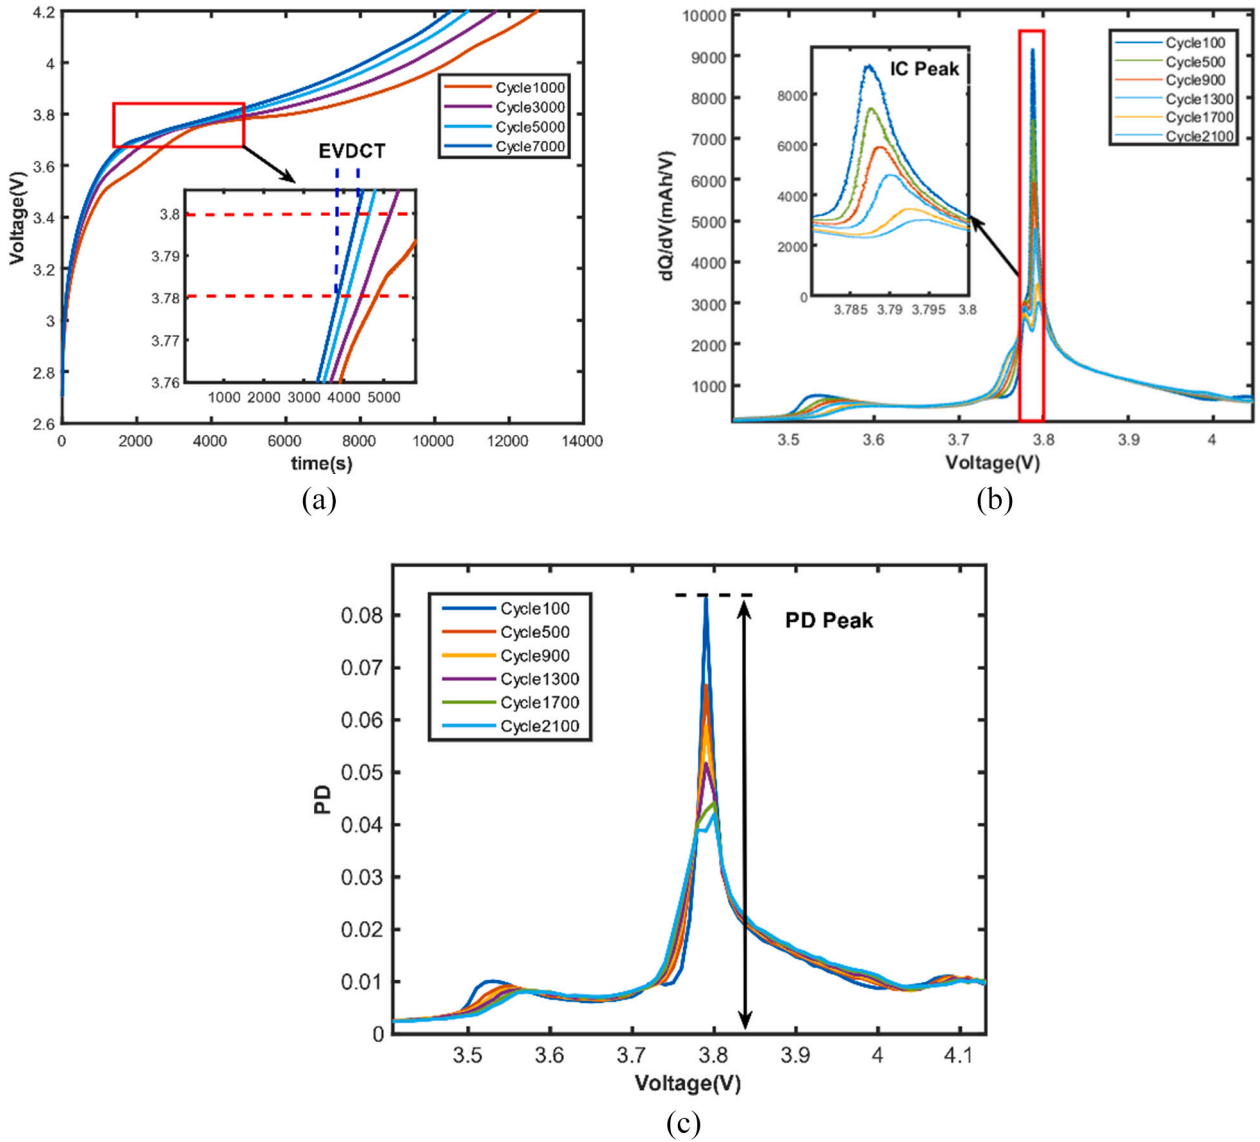 4.2
4.0
3.8
3.6
3.4
3.2
3.0
2.8
2.6
Voltage(V)
0 2000 4000 6000 8000 10000 12000 14000
time(s)
Cycle1000
Cycle3000
Cycle5000
Cycle7000
EVDCT
3.8
3.79
3.78
3.77
3.76
1000 2000 3000 4000 5000
(a)
10000
9000
8000
7000
6000
5000
4000
3000
2000
1000
dQ/dV(mAh/V)
3.5 3.6 3.7 3.8 3.9 4
Voltage(V)
IC Peak
8000
6000
4000
2000
0
3.785 3.79 3.795 3.8
Cycle100
Cycle500
Cycle900
Cycle1300
Cycle1700
Cycle2100
(b)
0.08
0.07
0.06
0.05
0.04
0.03
0.02
0.01
0
PD
Cycle100
Cycle500
Cycle900
Cycle1300
Cycle1700
Cycle2100
PD Peak
3.5 3.6 3.7 3.8 3.9 4 4.1
Voltage(V)
(c)